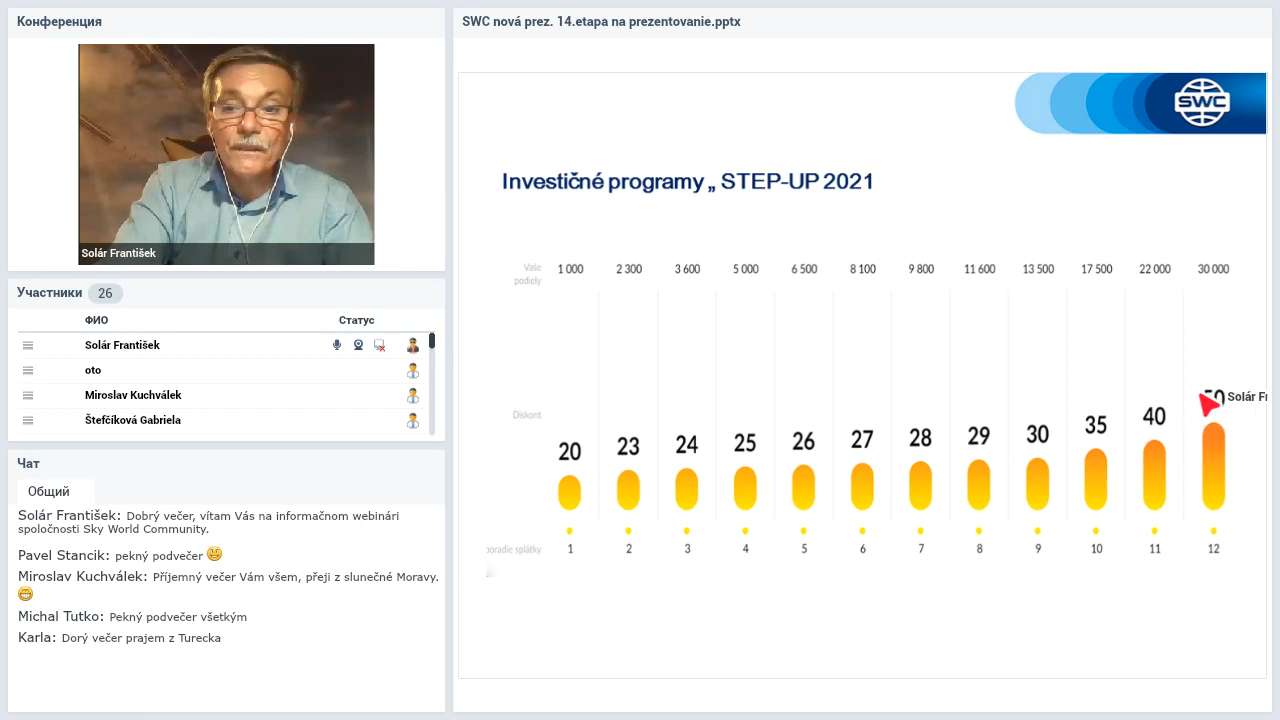 Конференция
Solár František
Участники 26
ФИО Статус
Solár František
oto
Miroslav Kuchválek
Štefčíková Gabriela
Чат
Общий
Solár František: Dobrý večer, vítam Vás na informačnom webinári
spoločnosti Sky World Community.
Pavel Stancik: pekný podvečer
Miroslav Kuchválek: Příjemný večer Vám všem, přeji z slunečné Moravy.
Michal Tutko: Pekný podvečer všetkým
Karla: Dorý večer prajem z Turecka
SWC nová prez. 14.etapa na prezentovanie.pptx
SWC
Investičné programy „ STEP-UP 2021
Vaše
podiely
1 000 2 300 3 600 5 000 6 500 8 100 9 800 11 600 13 500 17 500 22 000 30 000
Diskont
20 23 24 25 26 27 28 29 30 35 40
Solár Fr
poradie splátky 1 2 3 4 5 6 7 8 9 10 11 12